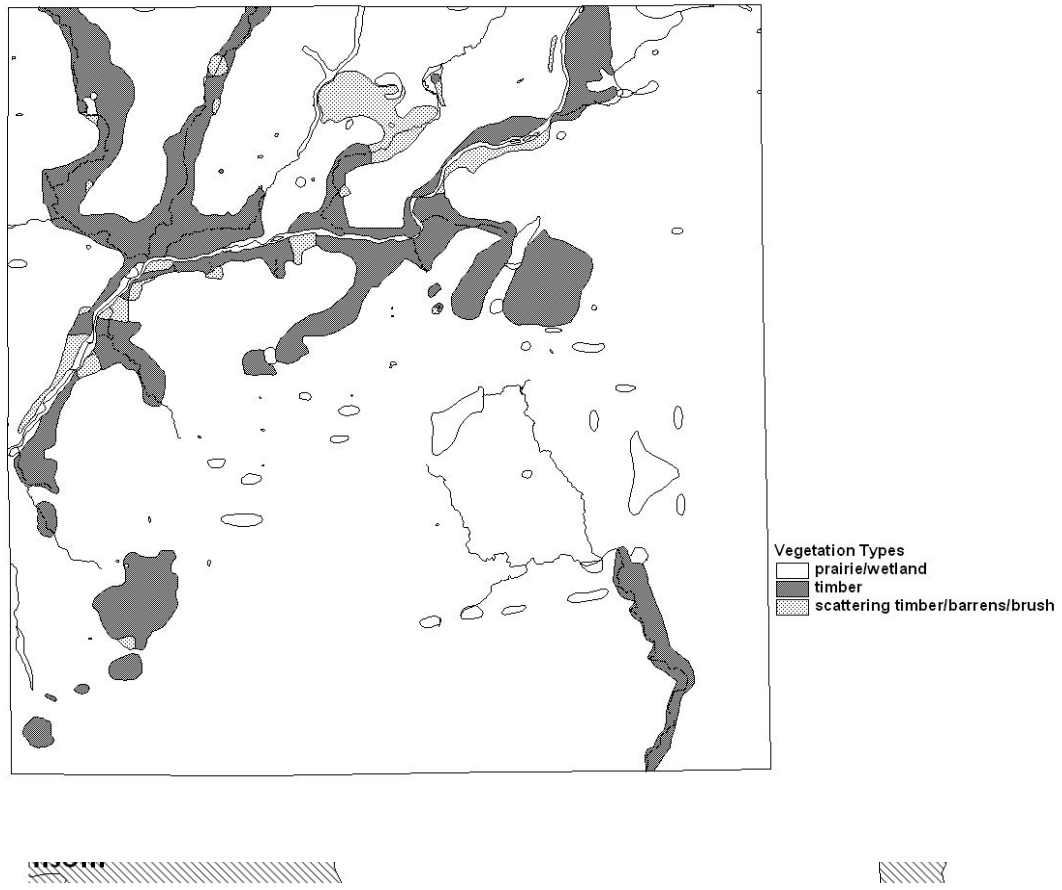 Vegetation Types
prairie/wetland
timber
scattering timber/barrens/brush